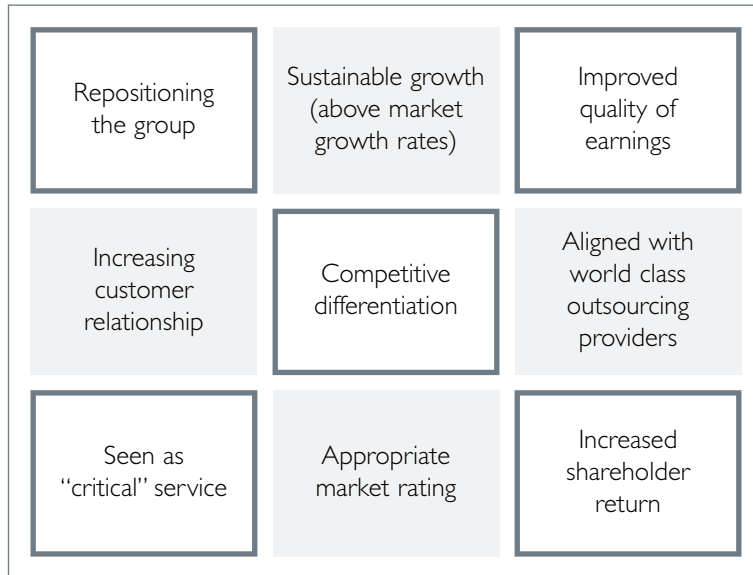 Repositioning
the group
Sustainable growth
(above market
growth rates)
Improved
quality of
earnings
Increasing
customer
relationship
Competitive
differentiation
Aligned with
world class
outsourcing
providers
Seen as
“critical” service
Appropriate
market rating
Increased
shareholder
return